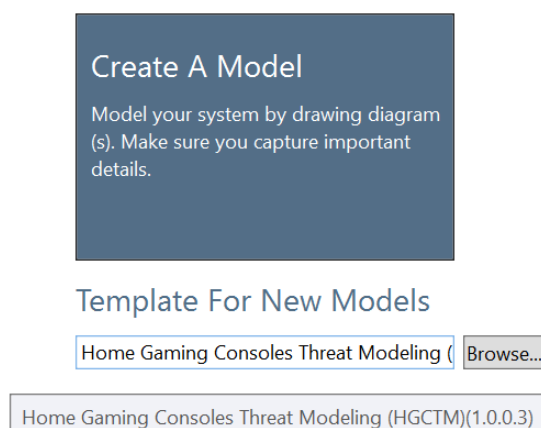 Create A Model
Model your system by drawing diagram
(s). Make sure you capture important
details.
Template For New Models
Home Gaming Consoles Threat Modeling (
Browse...
Home Gaming Consoles Threat Modeling (HGCTM)(1.0.0.3)